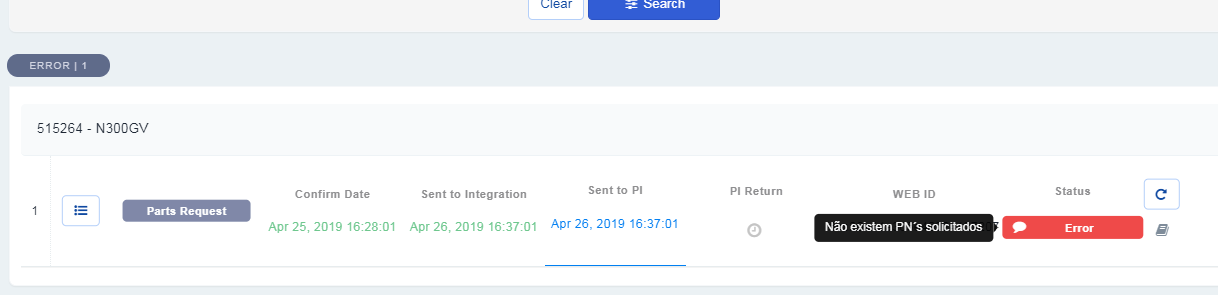 Clear
Search
ERROR | 1
515264 - N300GV
Confirm Date
Sent to Integration
Sent to PI
PI Return
WEB ID
Status
1
Parts Request
Apr 25, 2019 16:28:01
Apr 26, 2019 16:37:01
Apr 26, 2019 16:37:01
Não existem PN´s solicitados
Error